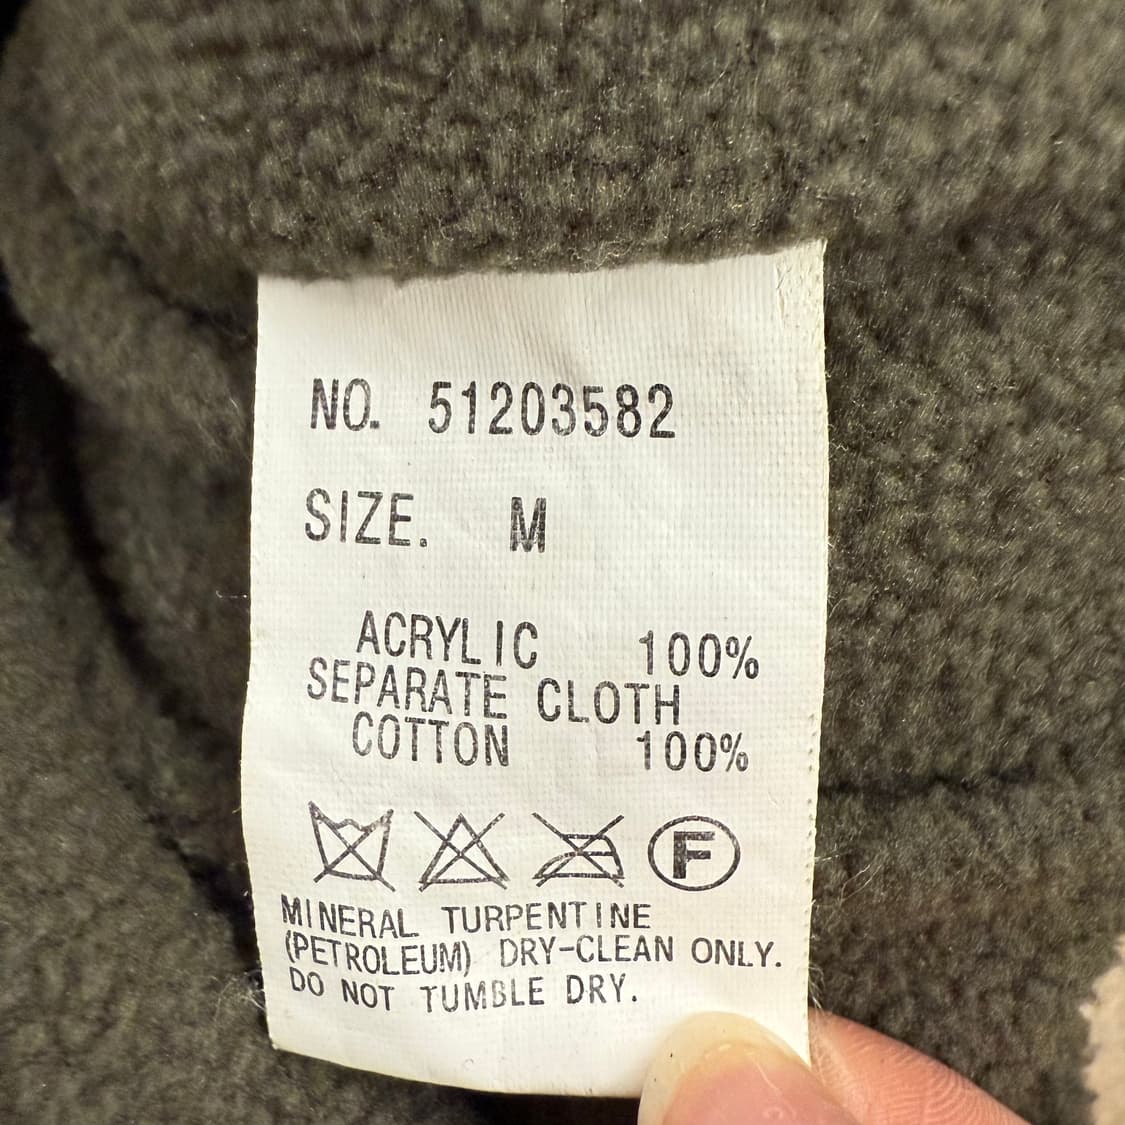 NO. 51203582
SIZE. M
ACRYLIC 100%
SEPARATE CLOTH
COTTON 100%
F
MINERAL TURPENTINE
(PETROLEUM) DRY-CLEAN ONLY.
DO NOT TUMBLE DRY.